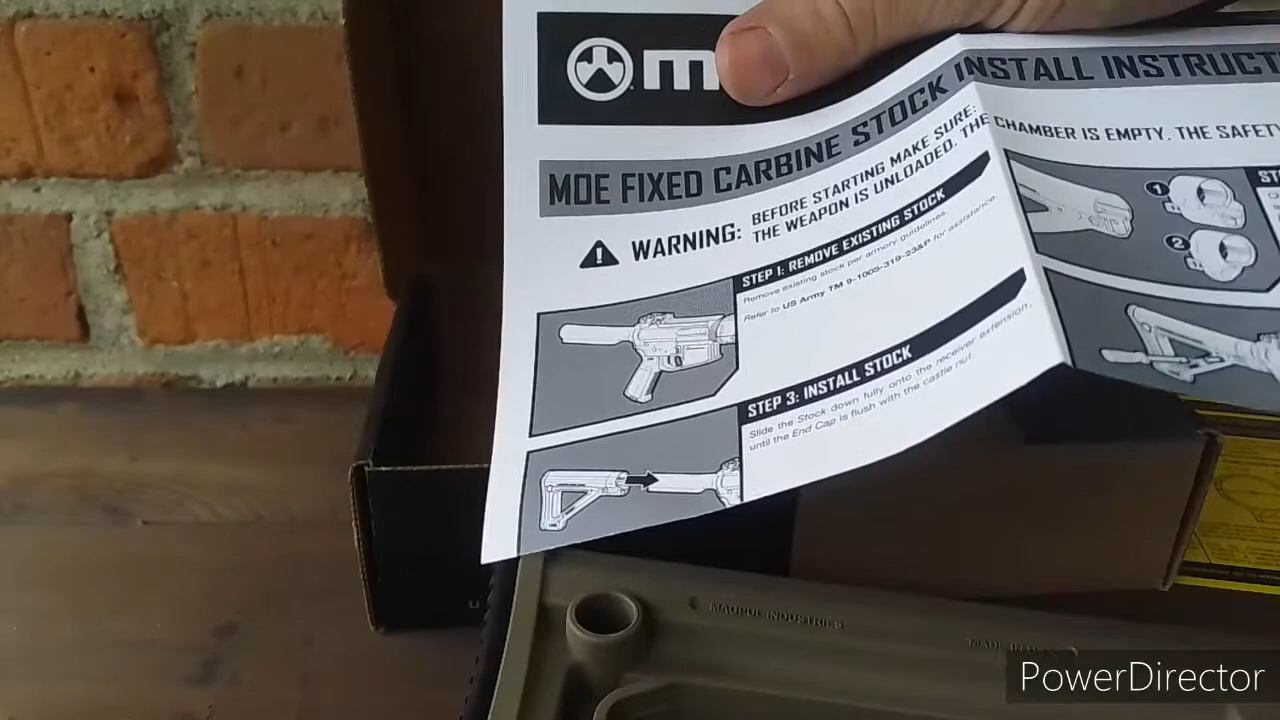 M
MOE FIXED CARBINE STOCK INSTALL INSTRUCT
WARNING: BEFORE STARTING MAKE SURE:
THE WEAPON IS UNLOADED. THE CHAMBER IS EMPTY. THE SAFETY
STEP 1: REMOVE EXISTING STOCK
Remove existing stock per armory guidelines.
Refer to US Army TM 9-1005-319-23&P for assistance.
1
2
ST
STEP 3: INSTALL STOCK
Slide the Stock down fully onto the receiver extension,
until the End Cap is flush with the castle nut.
MAGPUL INDUSTRIES
MADE IN U
PowerDirector